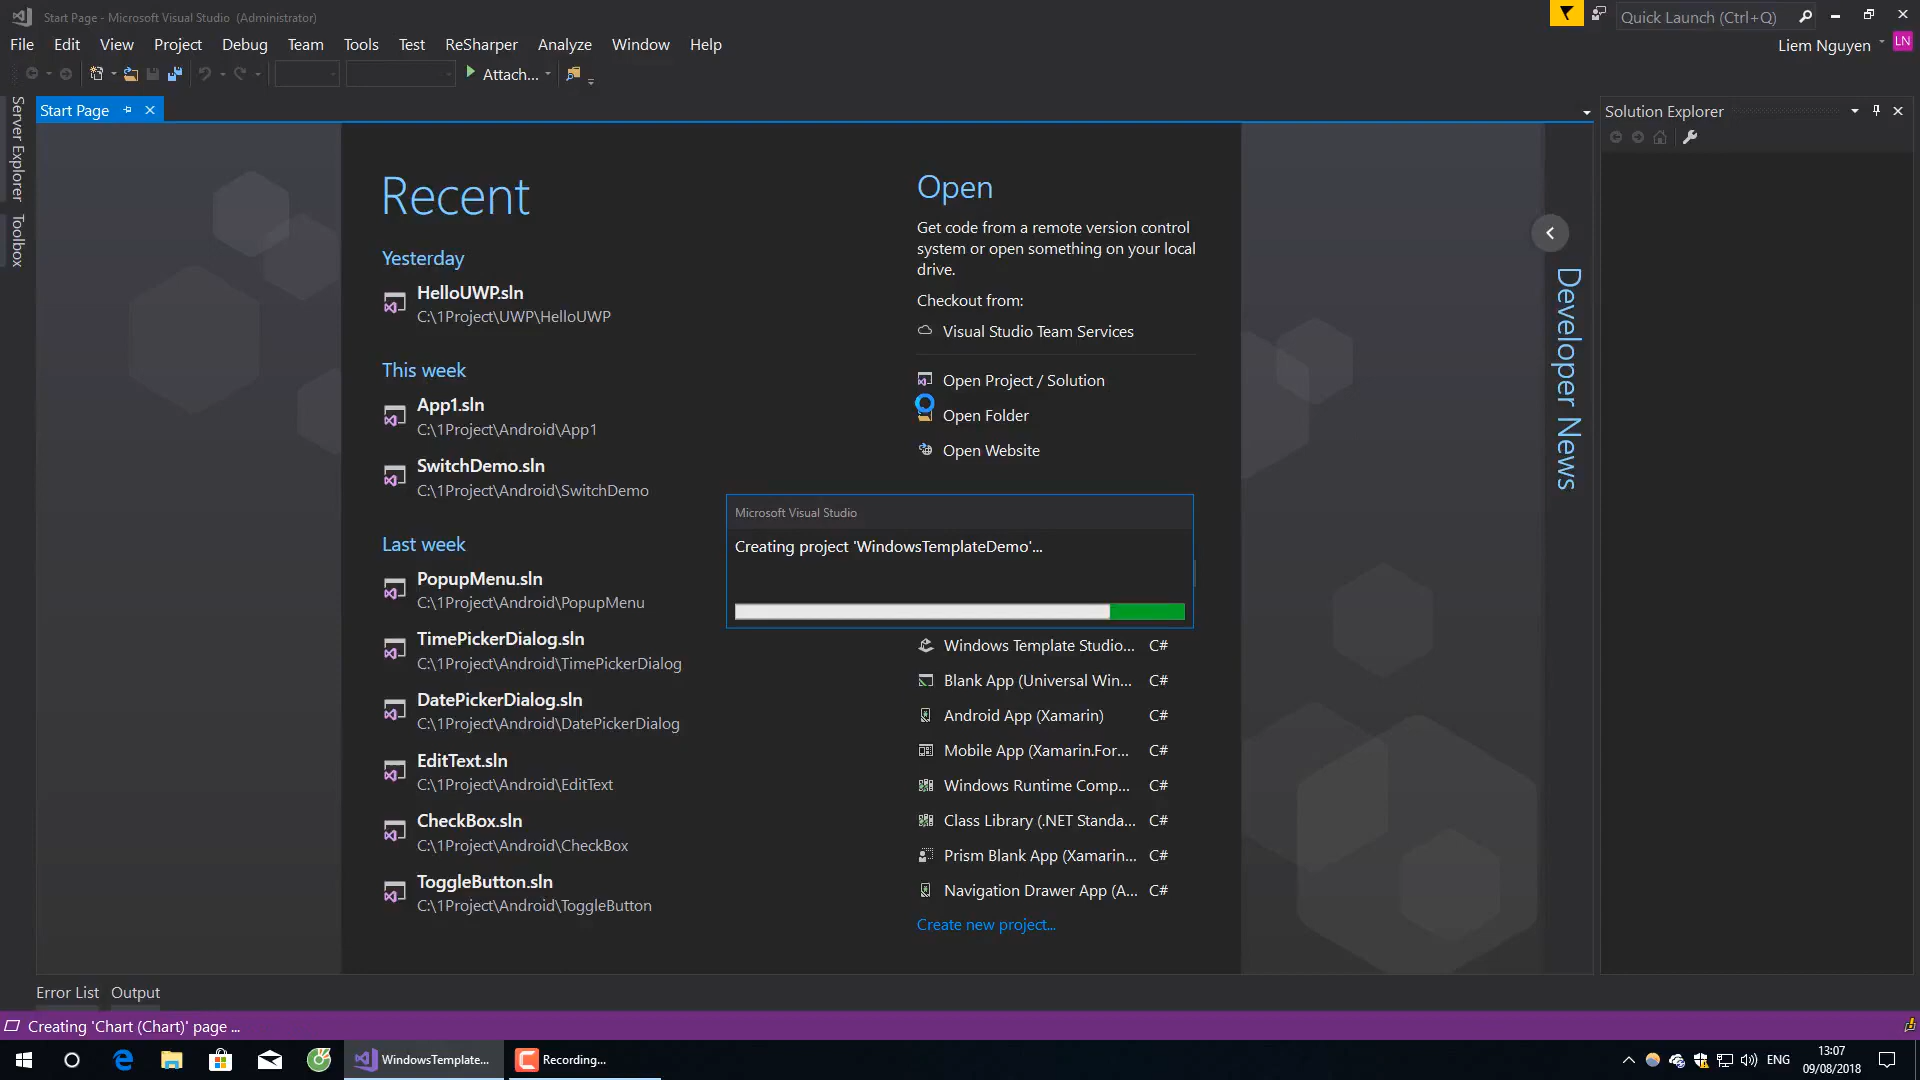 Start Page - Microsoft Visual Studio (Administrator)
Quick Launch (Ctrl+Q)
File Edit View Project Debug Team Tools Test ReSharper Analyze Window Help
Liem Nguyen LN
Attach...
Start Page
Solution Explorer
Server Explorer
Toolbox
Recent
Yesterday
HelloUWP.sln
C:\1Project\UWP\HelloUWP
This week
App1.sln
C:\1Project\Android\App1
SwitchDemo.sln
C:\1Project\Android\SwitchDemo
Last week
PopupMenu.sln
C:\1Project\Android\PopupMenu
TimePickerDialog.sln
C:\1Project\Android\TimePickerDialog
DatePickerDialog.sln
C:\1Project\Android\DatePickerDialog
EditText.sln
C:\1Project\Android\EditText
CheckBox.sln
C:\1Project\Android\CheckBox
ToggleButton.sln
C:\1Project\Android\ToggleButton
Open
Get code from a remote version control
system or open something on your local
drive.
Checkout from:
Visual Studio Team Services
Open Project / Solution
Open Folder
Open Website
Microsoft Visual Studio
Creating project 'WindowsTemplateDemo'...
Windows Template Studio... C#
Blank App (Universal Win... C#
Android App (Xamarin) C#
Mobile App (Xamarin.For... C#
Windows Runtime Comp... C#
Class Library (.NET Standa... C#
Prism Blank App (Xamarin... C#
Navigation Drawer App (A... C#
Create new project...
Developer News
Error List Output
Creating 'Chart (Chart)' page ...
WindowsTemplate...
Recording...
ENG
13:07
09/08/2018